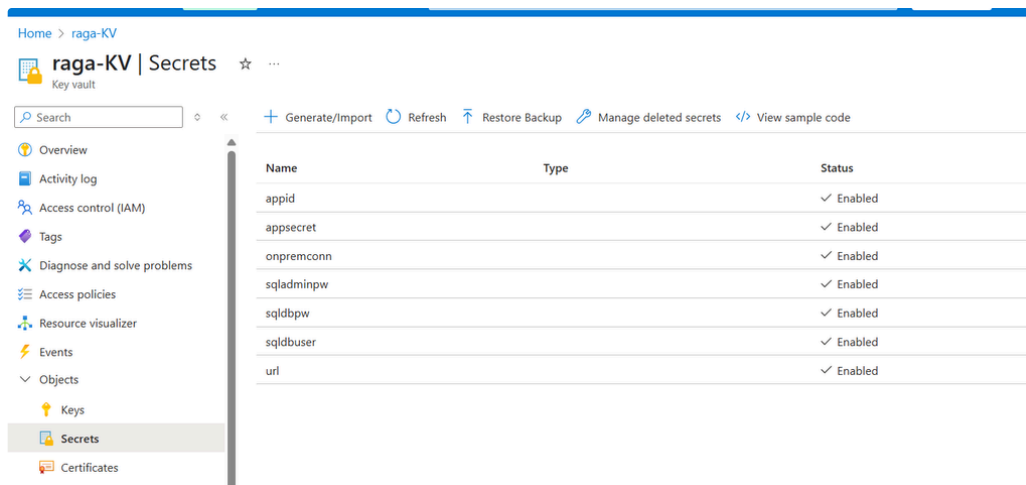 Home > raga-KV
raga-KV | Secrets ☆ ...
Key vault
Search
Generate/Import Refresh Restore Backup Manage deleted secrets View sample code
Overview
Activity log
Access control (IAM)
Tags
Diagnose and solve problems
Access policies
Resource visualizer
Events
Objects
Keys
Secrets
Certificates
Name Type Status
appid Enabled
appsecret Enabled
onpremconn Enabled
sqladminpw Enabled
sqldbpw Enabled
sqldbuser Enabled
url Enabled